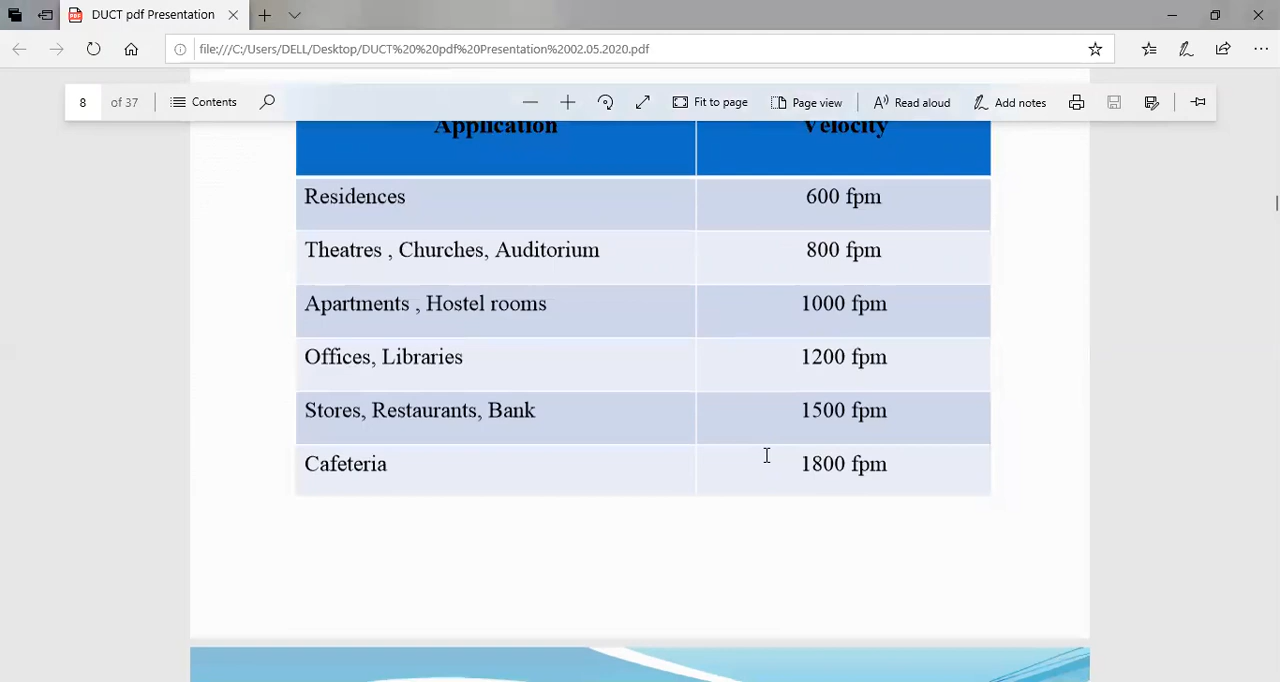 DUCT pdf Presentation
file:///C:/Users/DELL/Desktop/DUCT%20%20pdf%20Presentation%2002.05.2020.pdf
8 of 37 Contents Fit to page Page view Read aloud Add notes
Application Velocity
Residences 600 fpm
Theatres , Churches, Auditorium 800 fpm
Apartments , Hostel rooms 1000 fpm
Offices, Libraries 1200 fpm
Stores, Restaurants, Bank 1500 fpm
Cafeteria 1800 fpm